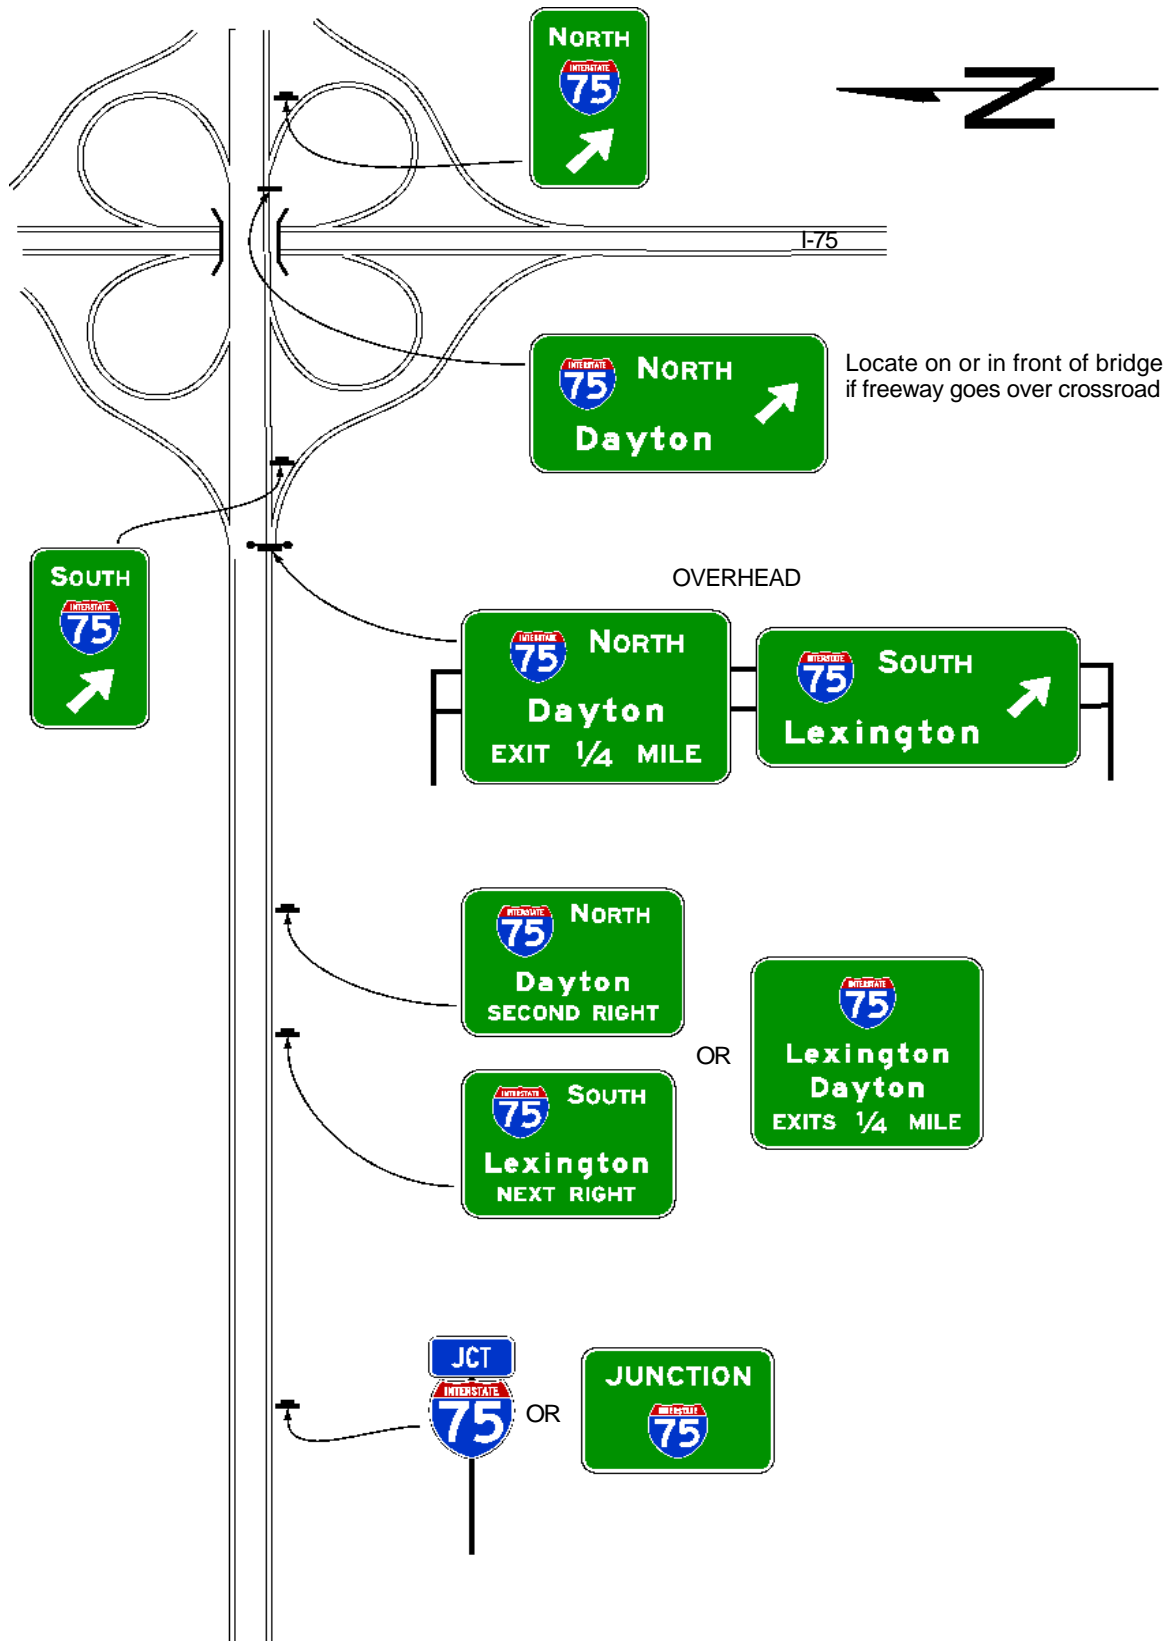 NORTH
INTERSTATE
75
N
I-75
INTERSTATE
75 NORTH
Dayton
Locate on or in front of bridge
if freeway goes over crossroad
SOUTH
INTERSTATE
75
OVERHEAD
INTERSTATE
75 NORTH
Dayton
EXIT 1/4 MILE
INTERSTATE
75 SOUTH
Lexington
INTERSTATE
75 NORTH
Dayton
SECOND RIGHT
OR
INTERSTATE
75
Lexington
Dayton
EXITS 1/4 MILE
INTERSTATE
75 SOUTH
Lexington
NEXT RIGHT
JCT
INTERSTATE
75
OR
JUNCTION
INTERSTATE
75